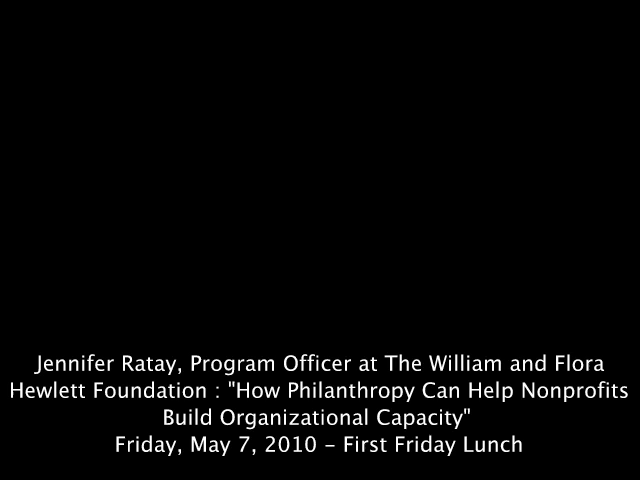 Jennifer Ratay, Program Officer at The William and Flora
Hewlett Foundation : "How Philanthropy Can Help Nonprofits
Build Organizational Capacity"
Friday, May 7, 2010 – First Friday Lunch